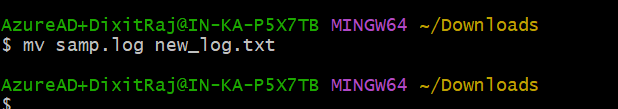 AzureAD+DixitRaj@IN-KA-P5X7TB MINGW64 ~/Downloads
$ mv samp.log new_log.txt
AzureAD+DixitRaj@IN-KA-P5X7TB MINGW64 ~/Downloads
$